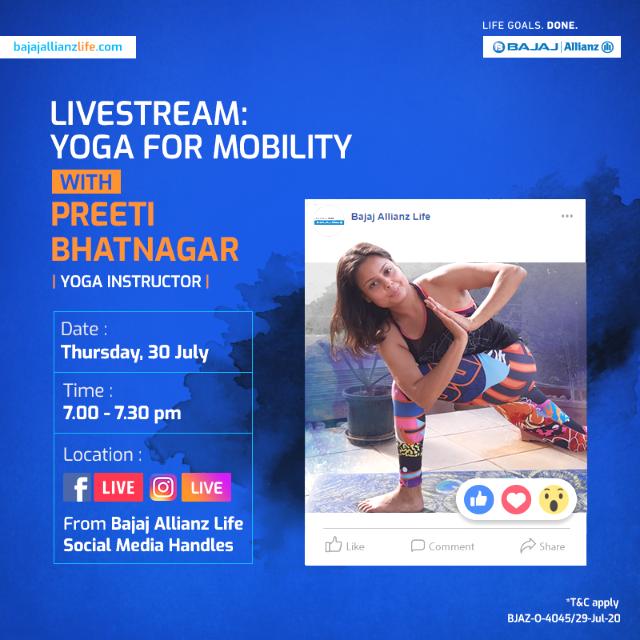 LIFE GOALS. DONE.
bajajallianzlife.com
BAJAJ | Allianz
LIVESTREAM:
YOGA FOR MOBILITY
WITH
PREETI
BHATNAGAR
| YOGA INSTRUCTOR |
Date :
Thursday, 30 July
Time :
7.00 - 7.30 pm
Location :
f LIVE LIVE
From Bajaj Allianz Life
Social Media Handles
Bajaj Allianz Life
Like Comment Share
*T&C apply
BJAZ-O-4045/29-Jul-20